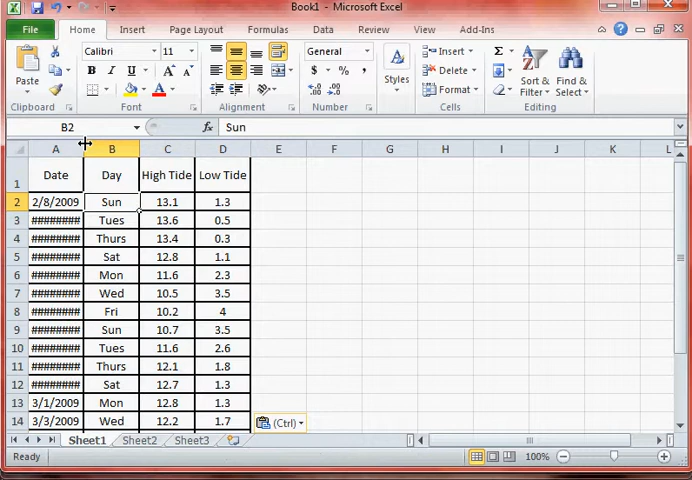 Book1 - Microsoft Excel
File Home Insert Page Layout Formulas Data Review View Add-Ins
Paste
Calibri 11
General
Insert
Delete
Format
Styles
Sort & Filter
Find & Select
B I U A A A
$ % ,
Clipboard Font Alignment Number Cells Editing
B2 fx Sun
A B C D E F G H I J K L
1 Date Day High Tide Low Tide
2 2/8/2009 Sun 13.1 1.3
3 ######## Tues 13.6 0.5
4 ######## Thurs 13.4 0.3
5 ######## Sat 12.8 1.1
6 ######## Mon 11.6 2.3
7 ######## Wed 10.5 3.5
8 ######## Fri 10.2 4
9 ######## Sun 10.7 3.5
10 ######## Tues 11.6 2.6
11 ######## Thurs 12.1 1.8
12 ######## Sat 12.7 1.3
13 3/1/2009 Mon 12.8 1.3
14 3/3/2009 Wed 12.2 1.7
(Ctrl)
Sheet1 Sheet2 Sheet3
Ready 100%